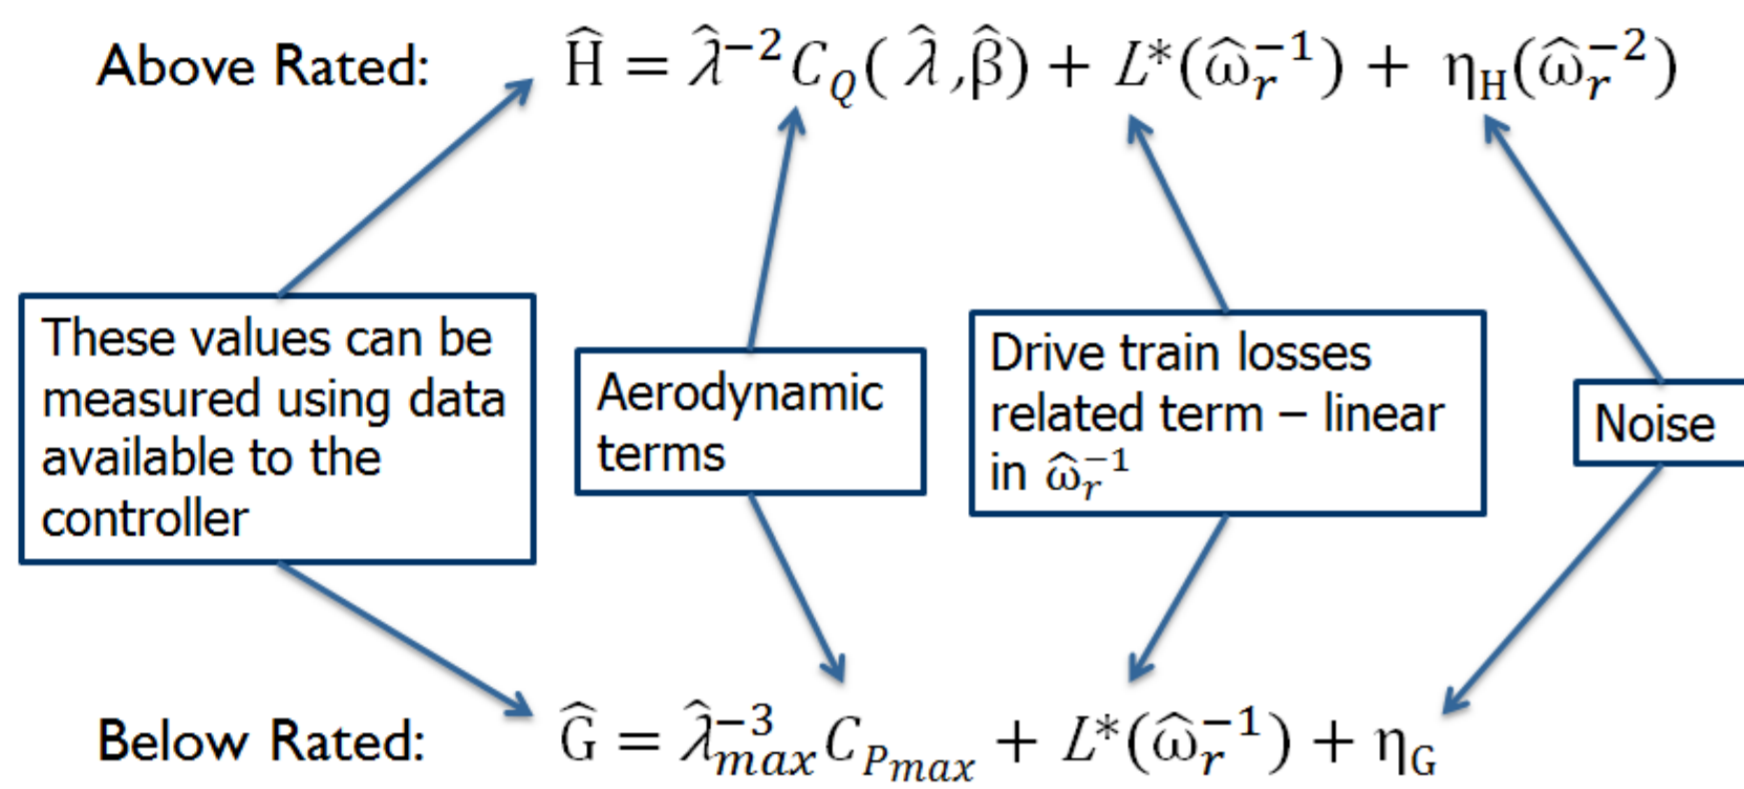 Above Rated: Ĥ = λ̂⁻²C_Q( λ̂ ,β̂) + L*(ω̂_r⁻¹) + η_H(ω̂_r⁻²)
These values can be
measured using data
available to the
controller
Aerodynamic
terms
Drive train losses
related term – linear
in ω̂_r⁻¹
Noise
Below Rated: Ĝ = λ̂_max⁻³C_P_max + L*(ω̂_r⁻¹) + η_G